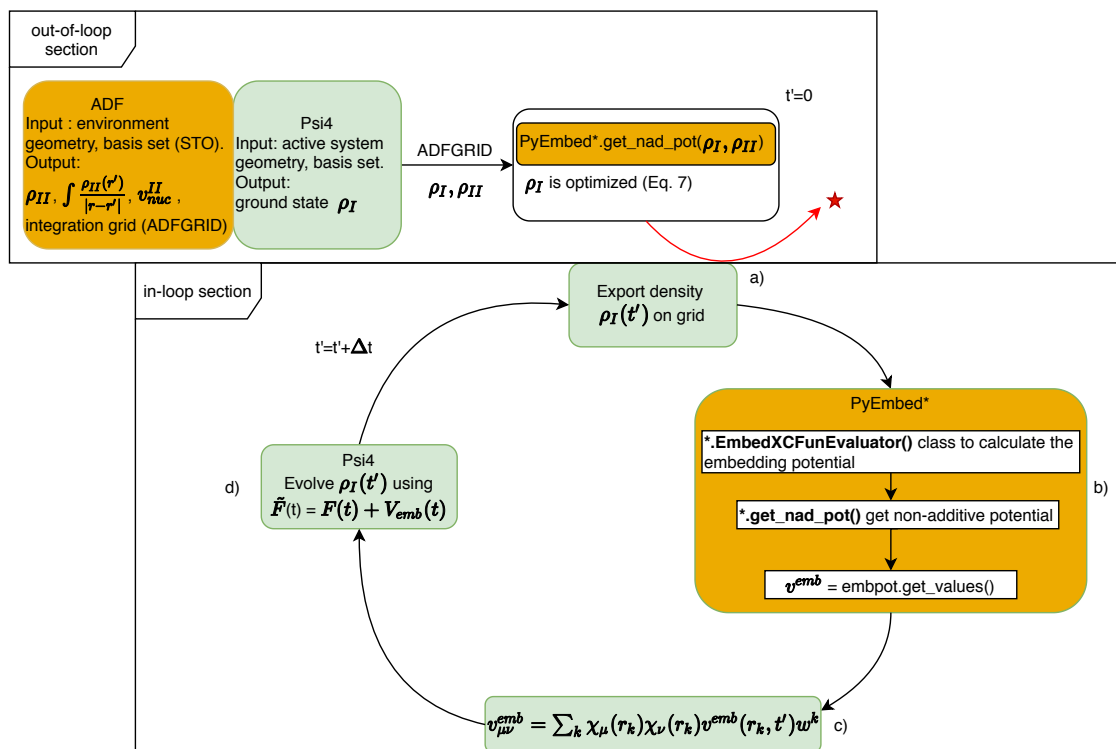 out-of-loop
section
ADF
Input : environment
geometry, basis set (STO).
Output:
ρ_II, ∫ ρ_II(r')/|r−r'|, v_nuc^II,
integration grid (ADFGRID)
Psi4
Input: active system
geometry, basis set.
Output:
ground state ρ_I
ADFGRID
ρ_I, ρ_II
t'=0
PyEmbed*.get_nad_pot(ρ_I, ρ_II)
ρ_I is optimized (Eq. 7)
in-loop section
a)
Export density
ρ_I(t') on grid
t'=t'+Δt
PyEmbed*
*.EmbedXCFunEvaluator() class to calculate the
embedding potential
b)
*.get_nad_pot() get non-additive potential
v^emb = embpot.get_values()
d)
Psi4
Evolve ρ_I(t') using
F̃(t) = F(t) + V_emb(t)
v_μν^emb = ∑_k χ_μ(r_k)χ_ν(r_k)v^emb(r_k, t')w^k
c)